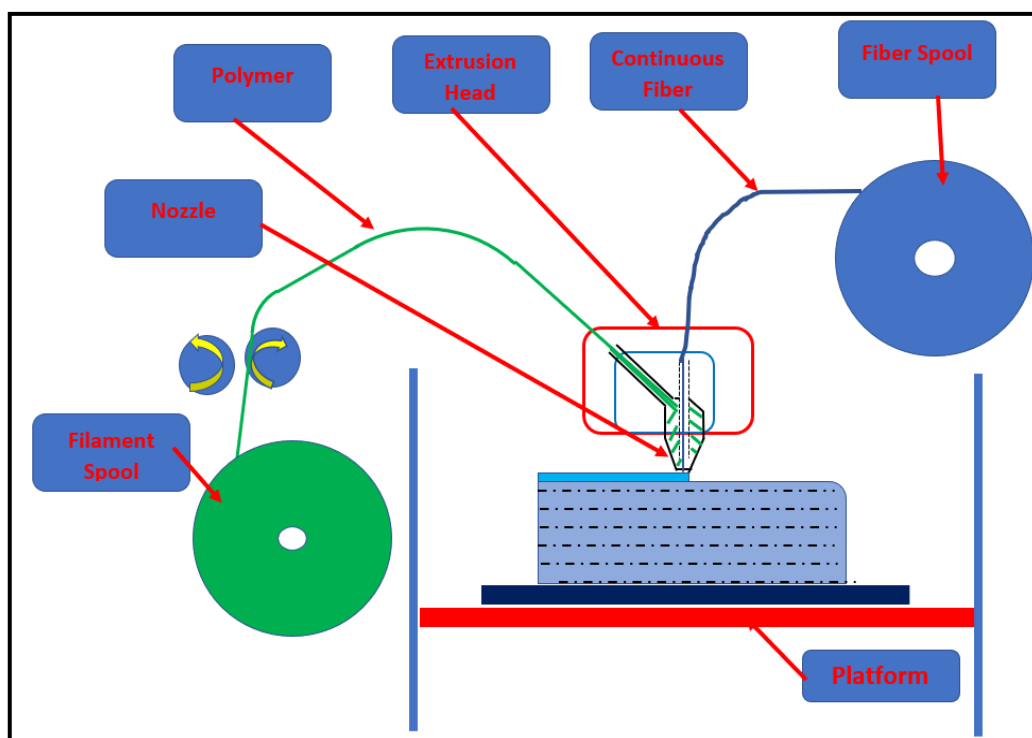 Polymer
Extrusion
Head
Continuous
Fiber
Fiber Spool
Nozzle
Filament
Spool
Platform